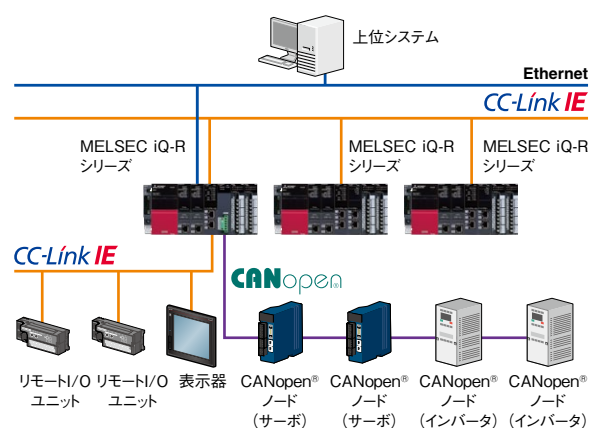 上位システム
Ethernet
CC-Link IE
MELSEC iQ-R
シリーズ
MELSEC iQ-R
シリーズ
MELSEC iQ-R
シリーズ
CC-Link IE
CANopen
リモートI/O
ユニット
リモートI/O
ユニット
表示器
CANopen®
ノード
(サーボ)
CANopen®
ノード
(サーボ)
CANopen®
ノード
(インバータ)
CANopen®
ノード
(インバータ)